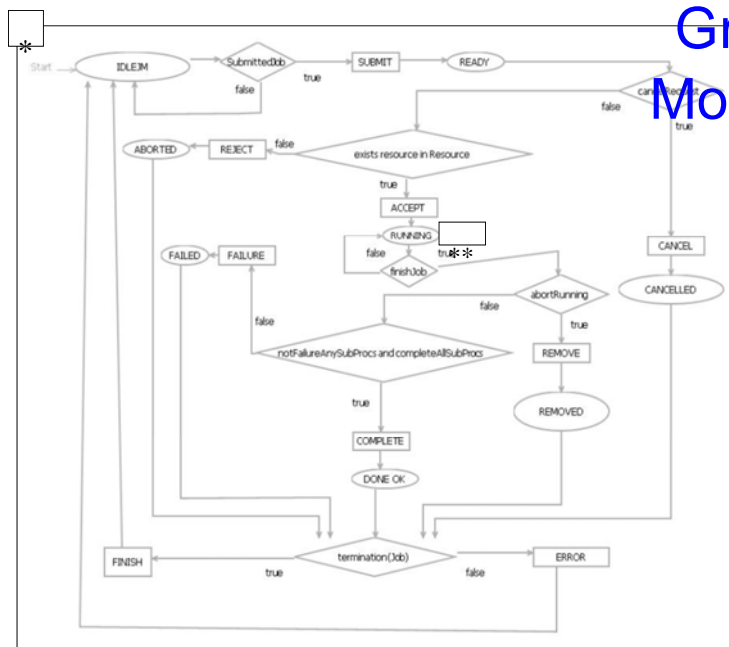 Gr
*
Start
IDLEJM
SubmittedJob
true
SUBMIT
READY
false
Mo
false
true
ABORTED
REJECT
false
exists resource in Resource
true
ACCEPT
RUNNING
false
**
FAILED
FAILURE
finishJob
CANCEL
CANCELLED
abortRunning
false
true
false
notFailureAnySubProcs and completeAllSubProcs
REMOVE
true
REMOVED
COMPLETE
DONE OK
termination(Job)
FINISH
ERROR
true
false